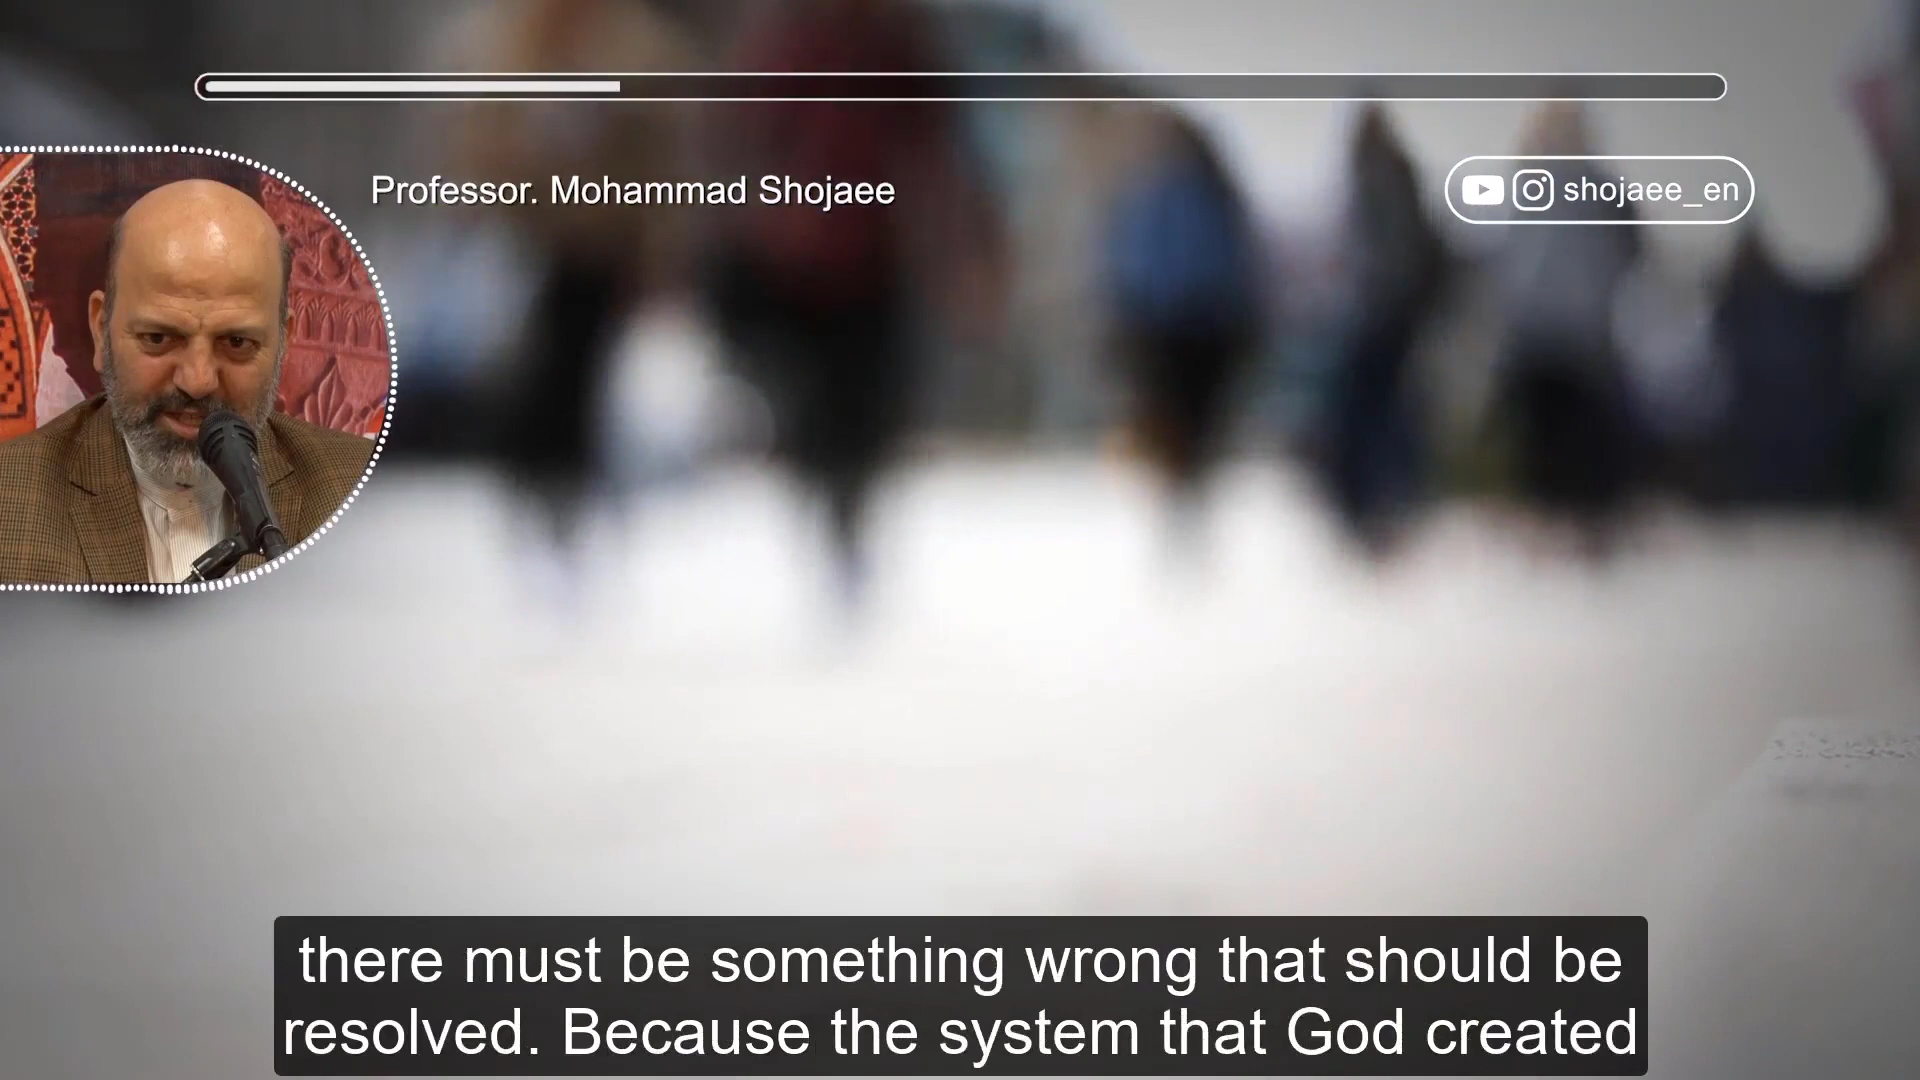 Professor. Mohammad Shojaee
shojaee_en
there must be something wrong that should be
resolved. Because the system that God created